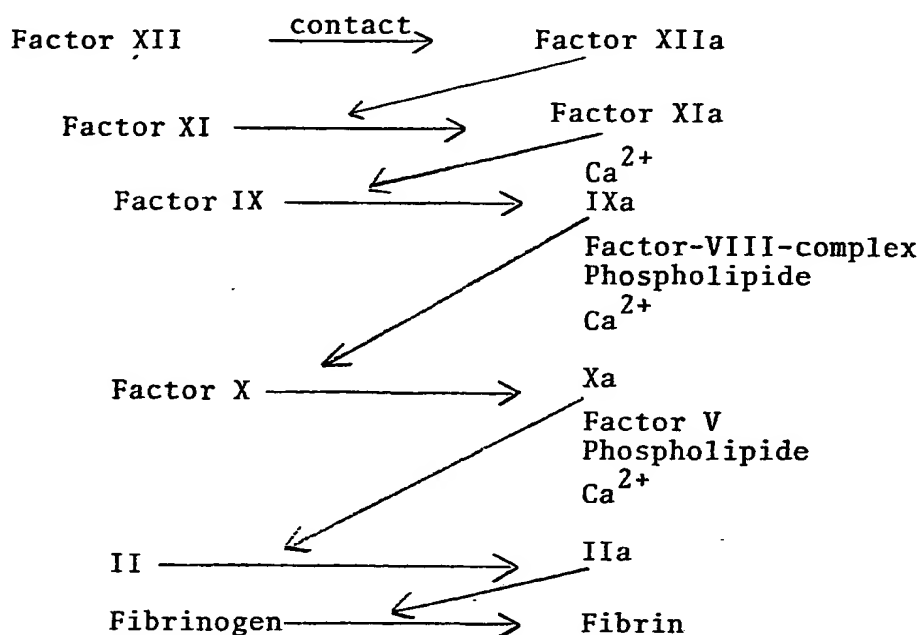 Factor XII contact Factor XIIa
Factor XI Factor XIa
Ca2+
Factor IX IXa
Factor-VIII-complex
Phospholipide
Ca2+
Factor X Xa
Factor V
Phospholipide
Ca2+
II IIa
Fibrinogen Fibrin